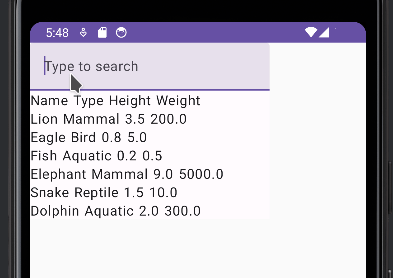 5:48
Type to search
Name Type Height Weight
Lion Mammal 3.5 200.0
Eagle Bird 0.8 5.0
Fish Aquatic 0.2 0.5
Elephant Mammal 9.0 5000.0
Snake Reptile 1.5 10.0
Dolphin Aquatic 2.0 300.0